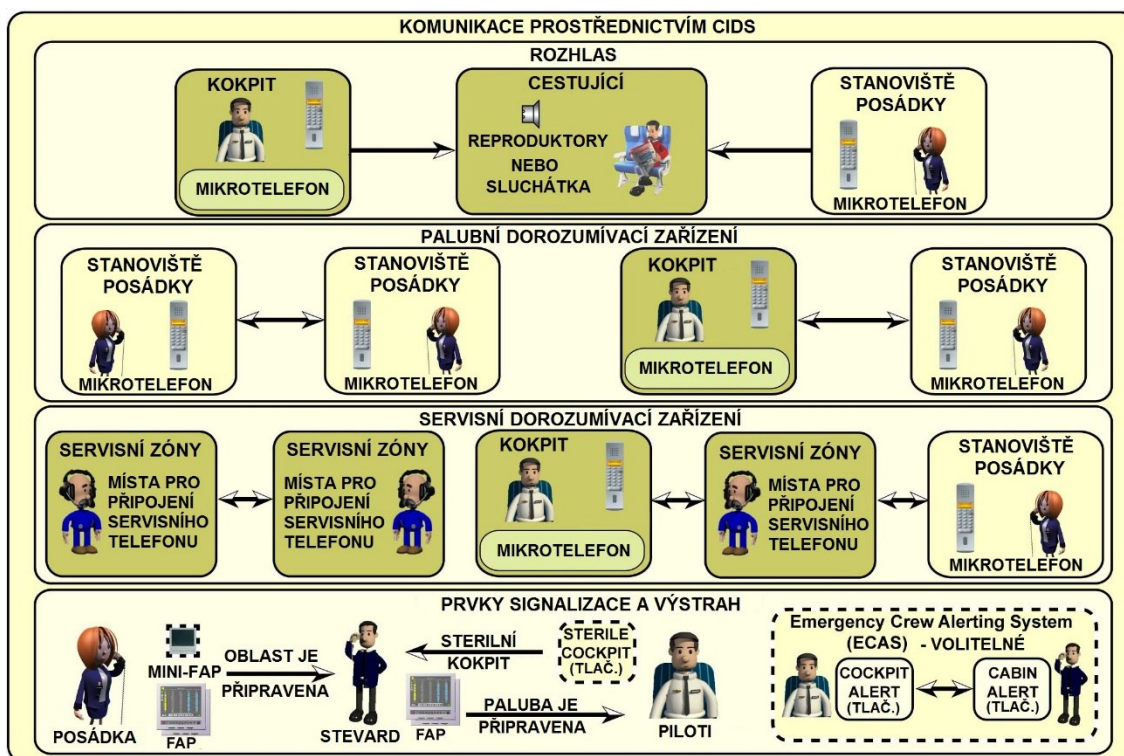 KOMUNIKACE PROSTŘEDNICTVÍM CIDS
ROZHLAS
KOKPIT
MIKROTELEFON
CESTUJÍCÍ
REPRODUKTORY
NEBO
SLUCHÁTKA
STANOVIŠTĚ
POSÁDKY
MIKROTELEFON
PALUBNÍ DOROZUMÍVACÍ ZAŘÍZENÍ
STANOVIŠTĚ
POSÁDKY
MIKROTELEFON
STANOVIŠTĚ
POSÁDKY
MIKROTELEFON
KOKPIT
MIKROTELEFON
STANOVIŠTĚ
POSÁDKY
MIKROTELEFON
SERVISNÍ DOROZUMÍVACÍ ZAŘÍZENÍ
SERVISNÍ ZÓNY
MÍSTA PRO
PŘIPOJENÍ
SERVISNÍHO
TELEFONU
SERVISNÍ ZÓNY
MÍSTA PRO
PŘIPOJENÍ
SERVISNÍHO
TELEFONU
KOKPIT
MIKROTELEFON
SERVISNÍ ZÓNY
MÍSTA PRO
PŘIPOJENÍ
SERVISNÍHO
TELEFONU
STANOVIŠTĚ
POSÁDKY
MIKROTELEFON
PRVKY SIGNALIZACE A VÝSTRAH
POSÁDKA
MINI-FAP
FAP
OBLAST JE
PŘIPRAVENA
STEVARD
STERILNÍ
KOKPIT
STERILE
COCKPIT
(TLAČ.)
FAP
PALUBA JE
PŘIPRAVENA
PILOTI
Emergency Crew Alerting System
(ECAS) - VOLITELNÉ
COCKPIT
ALERT
(TLAČ.)
CABIN
ALERT
(TLAČ.)